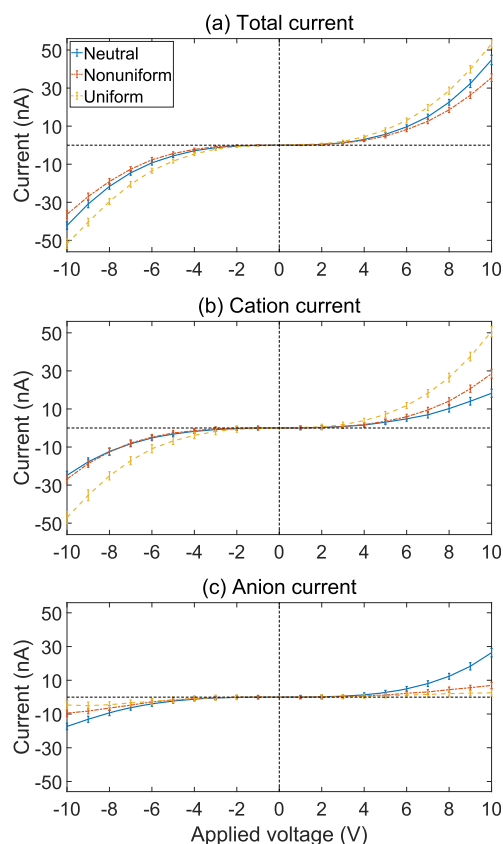 (a) Total current
50
30
10
-10
-30
-50
Current (nA)
Neutral
Nonuniform
Uniform
-10 -8 -6 -4 -2 0 2 4 6 8 10
(b) Cation current
50
30
10
-10
-30
-50
Current (nA)
-10 -8 -6 -4 -2 0 2 4 6 8 10
(c) Anion current
50
30
10
-10
-30
-50
Current (nA)
-10 -8 -6 -4 -2 0 2 4 6 8 10
Applied voltage (V)